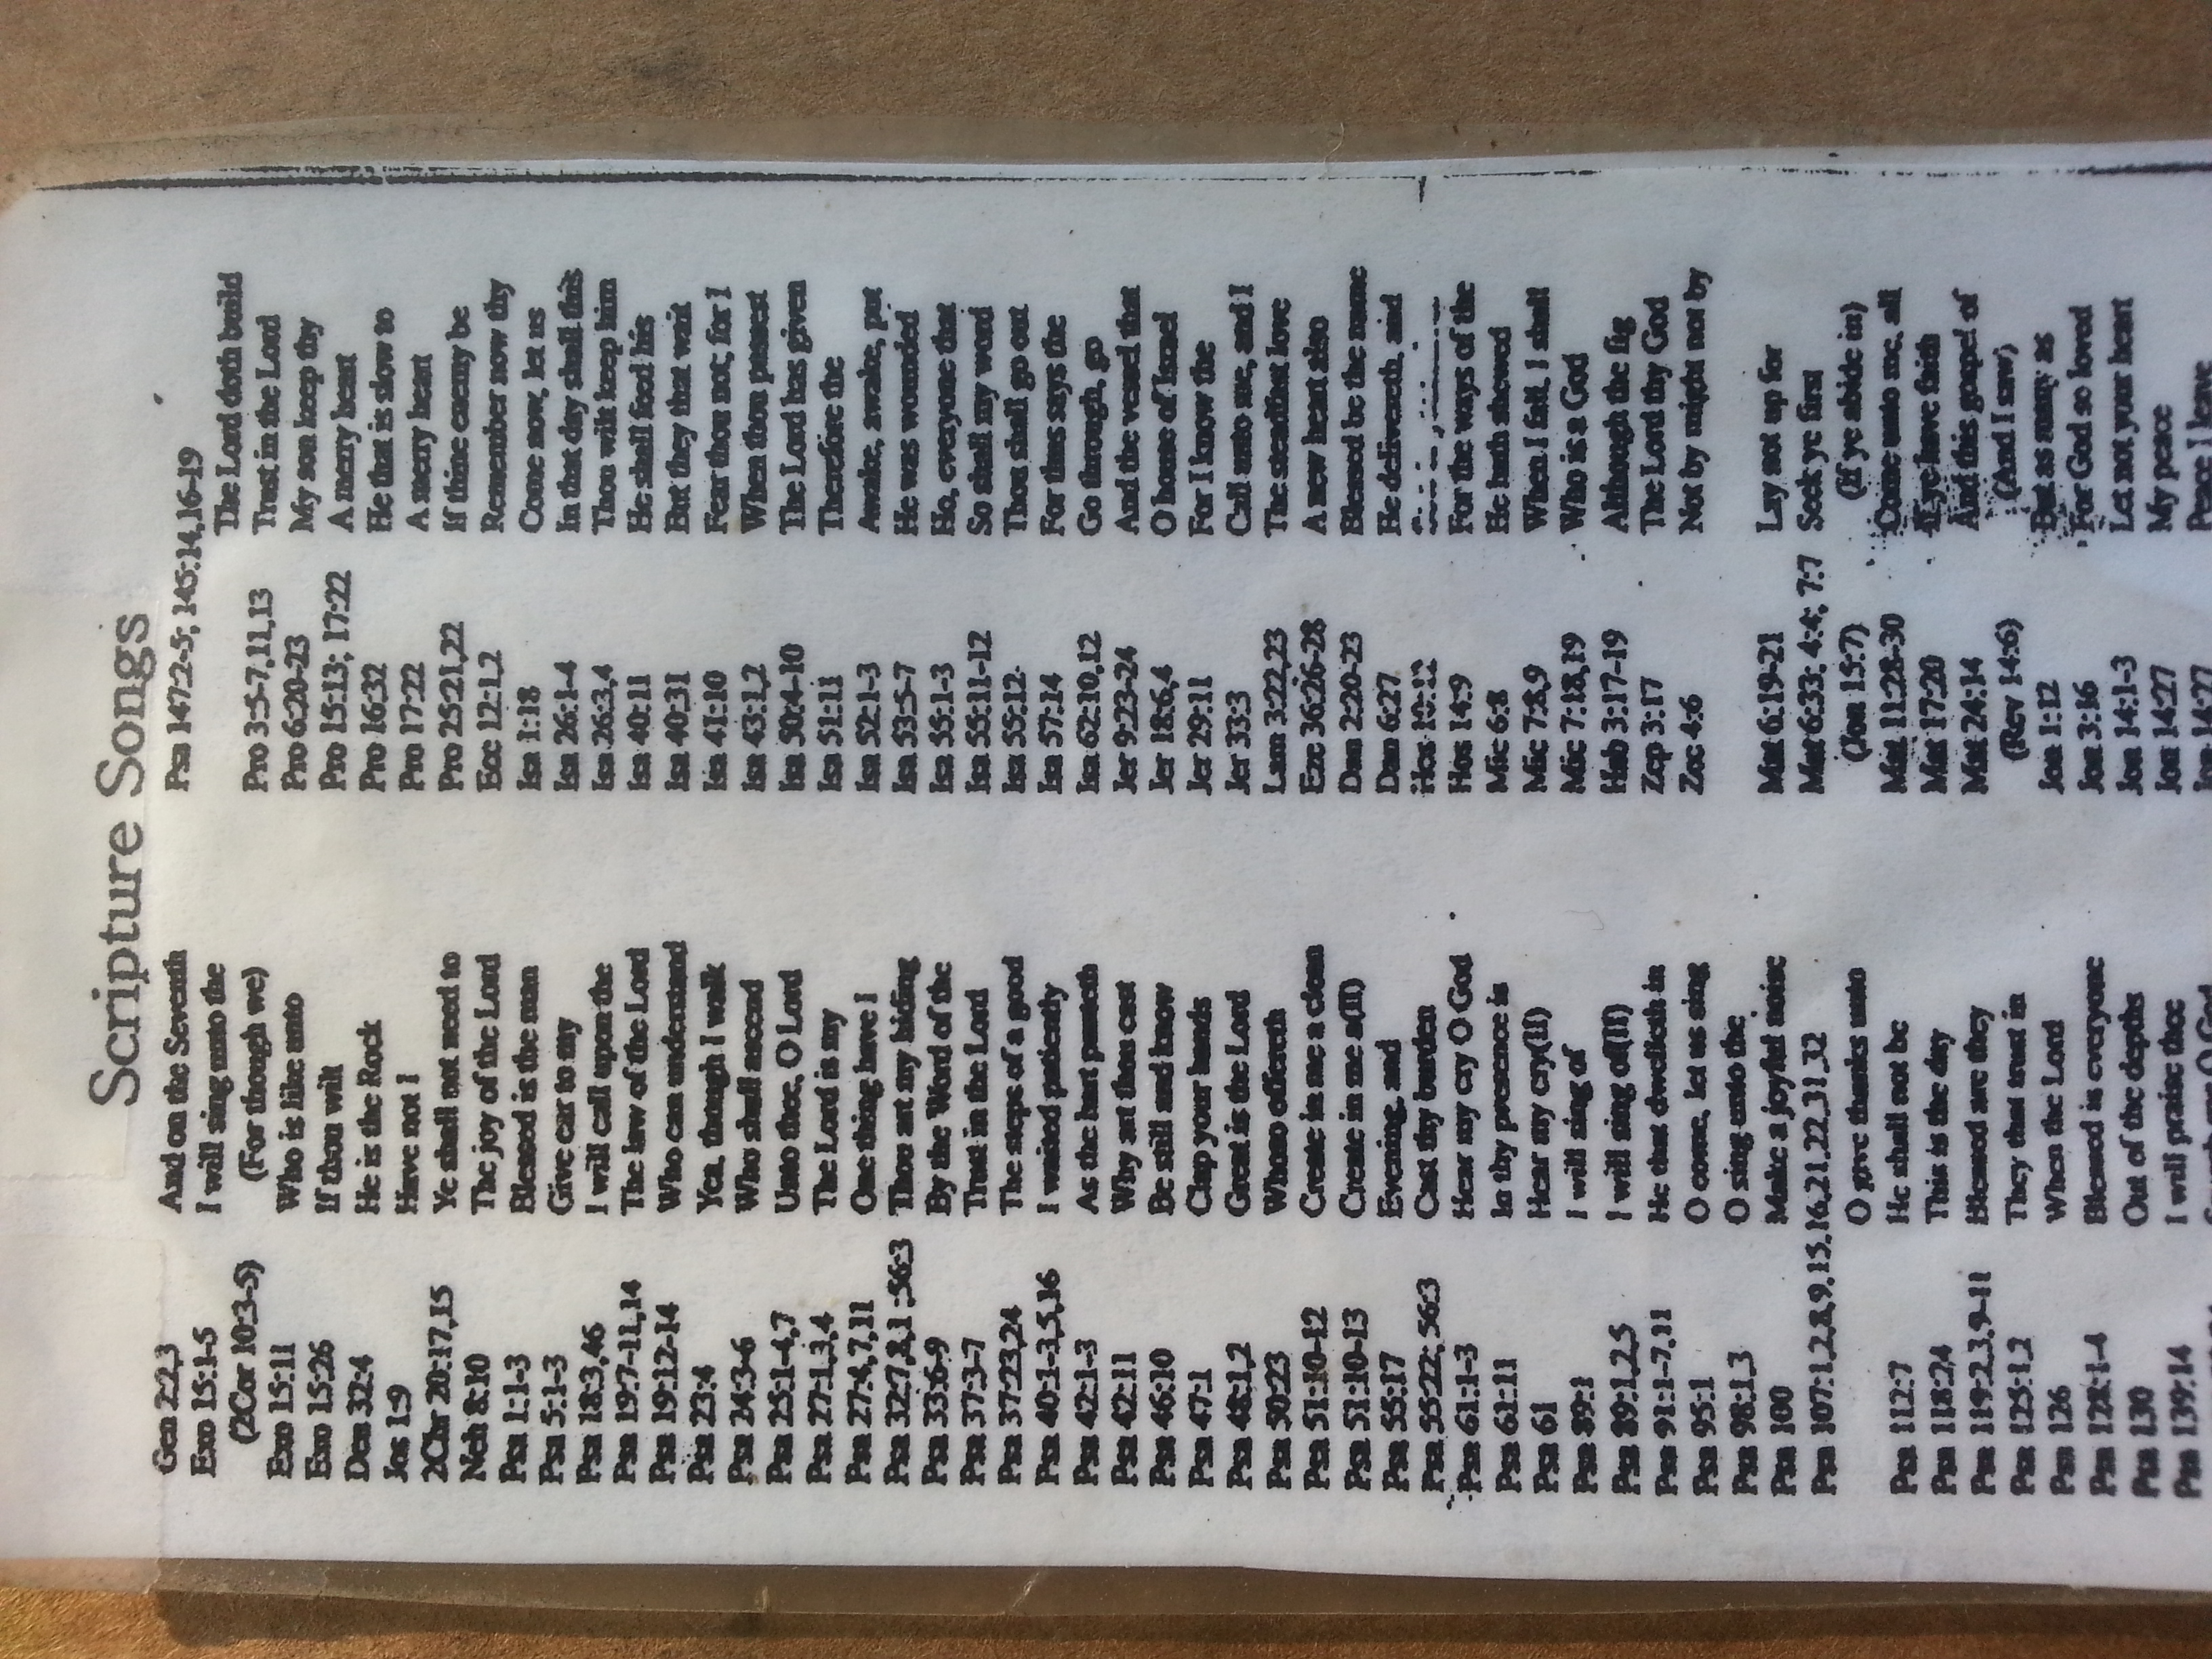 Scripture Songs
Gen 2:2,3 And on the Seventh
Exo 15:1-5 I will sing unto the
(2Cor 10:3-5) (For though we)
Exo 15:11 Who is like unto
Exo 15:26 If thou wilt
Deu 32:4 He is the Rock
Jos 1:9 Have not I
2Chr 20:17,15 Ye shall not need to
Neh 8:10 The joy of the Lord
Psa 1:1-3 Blessed is the man
Psa 5:1-3 Give ear to my
Psa 18:3,46 I will call upon the
Psa 19:7-11,14 The law of the Lord
Psa 19:12-14 Who can understand
Psa 23:4 Yea, though I walk
Psa 24:3-6 Who shall ascend
Psa 25:1-4,7 Unto thee, O Lord
Psa 27:1,3,4 The Lord is my
Psa 27:4,7,11 One thing have I
Psa 32:7,8,1 ;56:3 Thou art my hiding
Psa 33:6-9 By the Word of the
Psa 37:3-7 Trust in the Lord
Psa 37:23,24 The steps of a good
Psa 40:1-3,5,16 I waited patiently
Psa 42:1-3 As the hart panteth
Psa 42:11 Why art thou cast
Psa 46:10 Be still and know
Psa 47:1 Clap your hands
Psa 48:1,2 Great is the Lord
Psa 50:23 Whoso offereth
Psa 51:10-12 Create in me a clean
Psa 51:10-13 Create in me a(II)
Psa 55:17 Evening, and
Psa 55:22; 56:3 Cast thy burden
Psa 61:1-3 Hear my cry O God
Psa 61:11 In thy presence is
Psa 61 Hear my cry(II)
Psa 89:1 I will sing of
Psa 89:1,2,5 I will sing of(II)
Psa 91:1-7,11 He that dwelleth in
Psa 95:1 O come, let us sing
Psa 98:1,3 O sing unto the
Psa 100 Make a joyful noise
Psa 107:1,2,8,9,15,16,21,22,31,32
O give thanks unto
Psa 112:7 He shall not be
Psa 118:24 This is the day
Psa 119:2,3,9-11 Blessed are they
Psa 125:1,2 They that trust in
Psa 126 When the Lord
Psa 128:1-4 Blessed is everyone
Psa 130 Out of the depths
Psa 139:14 I will praise thee
Psa 147:2-5; 145:14,16-19
The Lord doth build
Pro 3:5-7,11,13 Trust in the Lord
Pro 6:20-23 My son keep thy
Pro 15:13; 17:22 A merry heart
Pro 16:32 He that is slow to
Pro 17:22 A merry heart
Pro 25:21,22 If thine enemy be
Ecc 12:1,2 Remember now thy
Isa 1:18 Come now, let us
Isa 26:1-4 In that day shall this
Isa 26:3,4 Thou wilt keep him
Isa 40:11 He shall feed his
Isa 40:31 But they that wait
Isa 41:10 Fear thou not; for I
Isa 43:1,2 When thou passest
Isa 50:4-10 The Lord has given
Isa 51:11 Therefore the
Isa 52:1-3 Awake, awake, put
Isa 53:5-7 He was wounded
Isa 55:1-3 Ho, everyone that
Isa 55:11-12 So shall my word
Isa 55:12 Thou shall go out
Isa 57:14 For thus says the
Isa 62:10,12 Go through, go
Jer 9:23-24 And the vessel that
Jer 18:6,4 O house of Israel
Jer 29:11 For I know the
Jer 33:3 Call unto me, and I
Lam 3:22,23 The steadfast love
Eze 36:26-28 A new heart also
Dan 2:20-23 Blessed be the name
Dan 6:27 He delivereth, and
Hos 10:12
Hos 14:9 For the ways of the
Mic 6:8 He hath shewed
Mic 7:8,9 When I fall, I shall
Mic 7:18,19 Who is a God
Hab 3:17-19 Although the fig
Zep 3:17 The Lord thy God
Zec 4:6 Not by might not by
Mat 6:19-21 Lay not up for
Mat 6:33; 4:4; 7:7 Seek ye first
(Jon 15:7) (If ye abide in)
Mat 11:28-30 Come unto me, all
Mat 17:20 If ye have faith
Mat 24:14 And this gospel of
(Rev 14:6) (And I saw)
Jon 1:12 But as many as
Jon 3:16 For God so loved
Jon 14:1-3 Let not your heart
Jon 14:27 My peace
Jon 14:27 Peace I leave